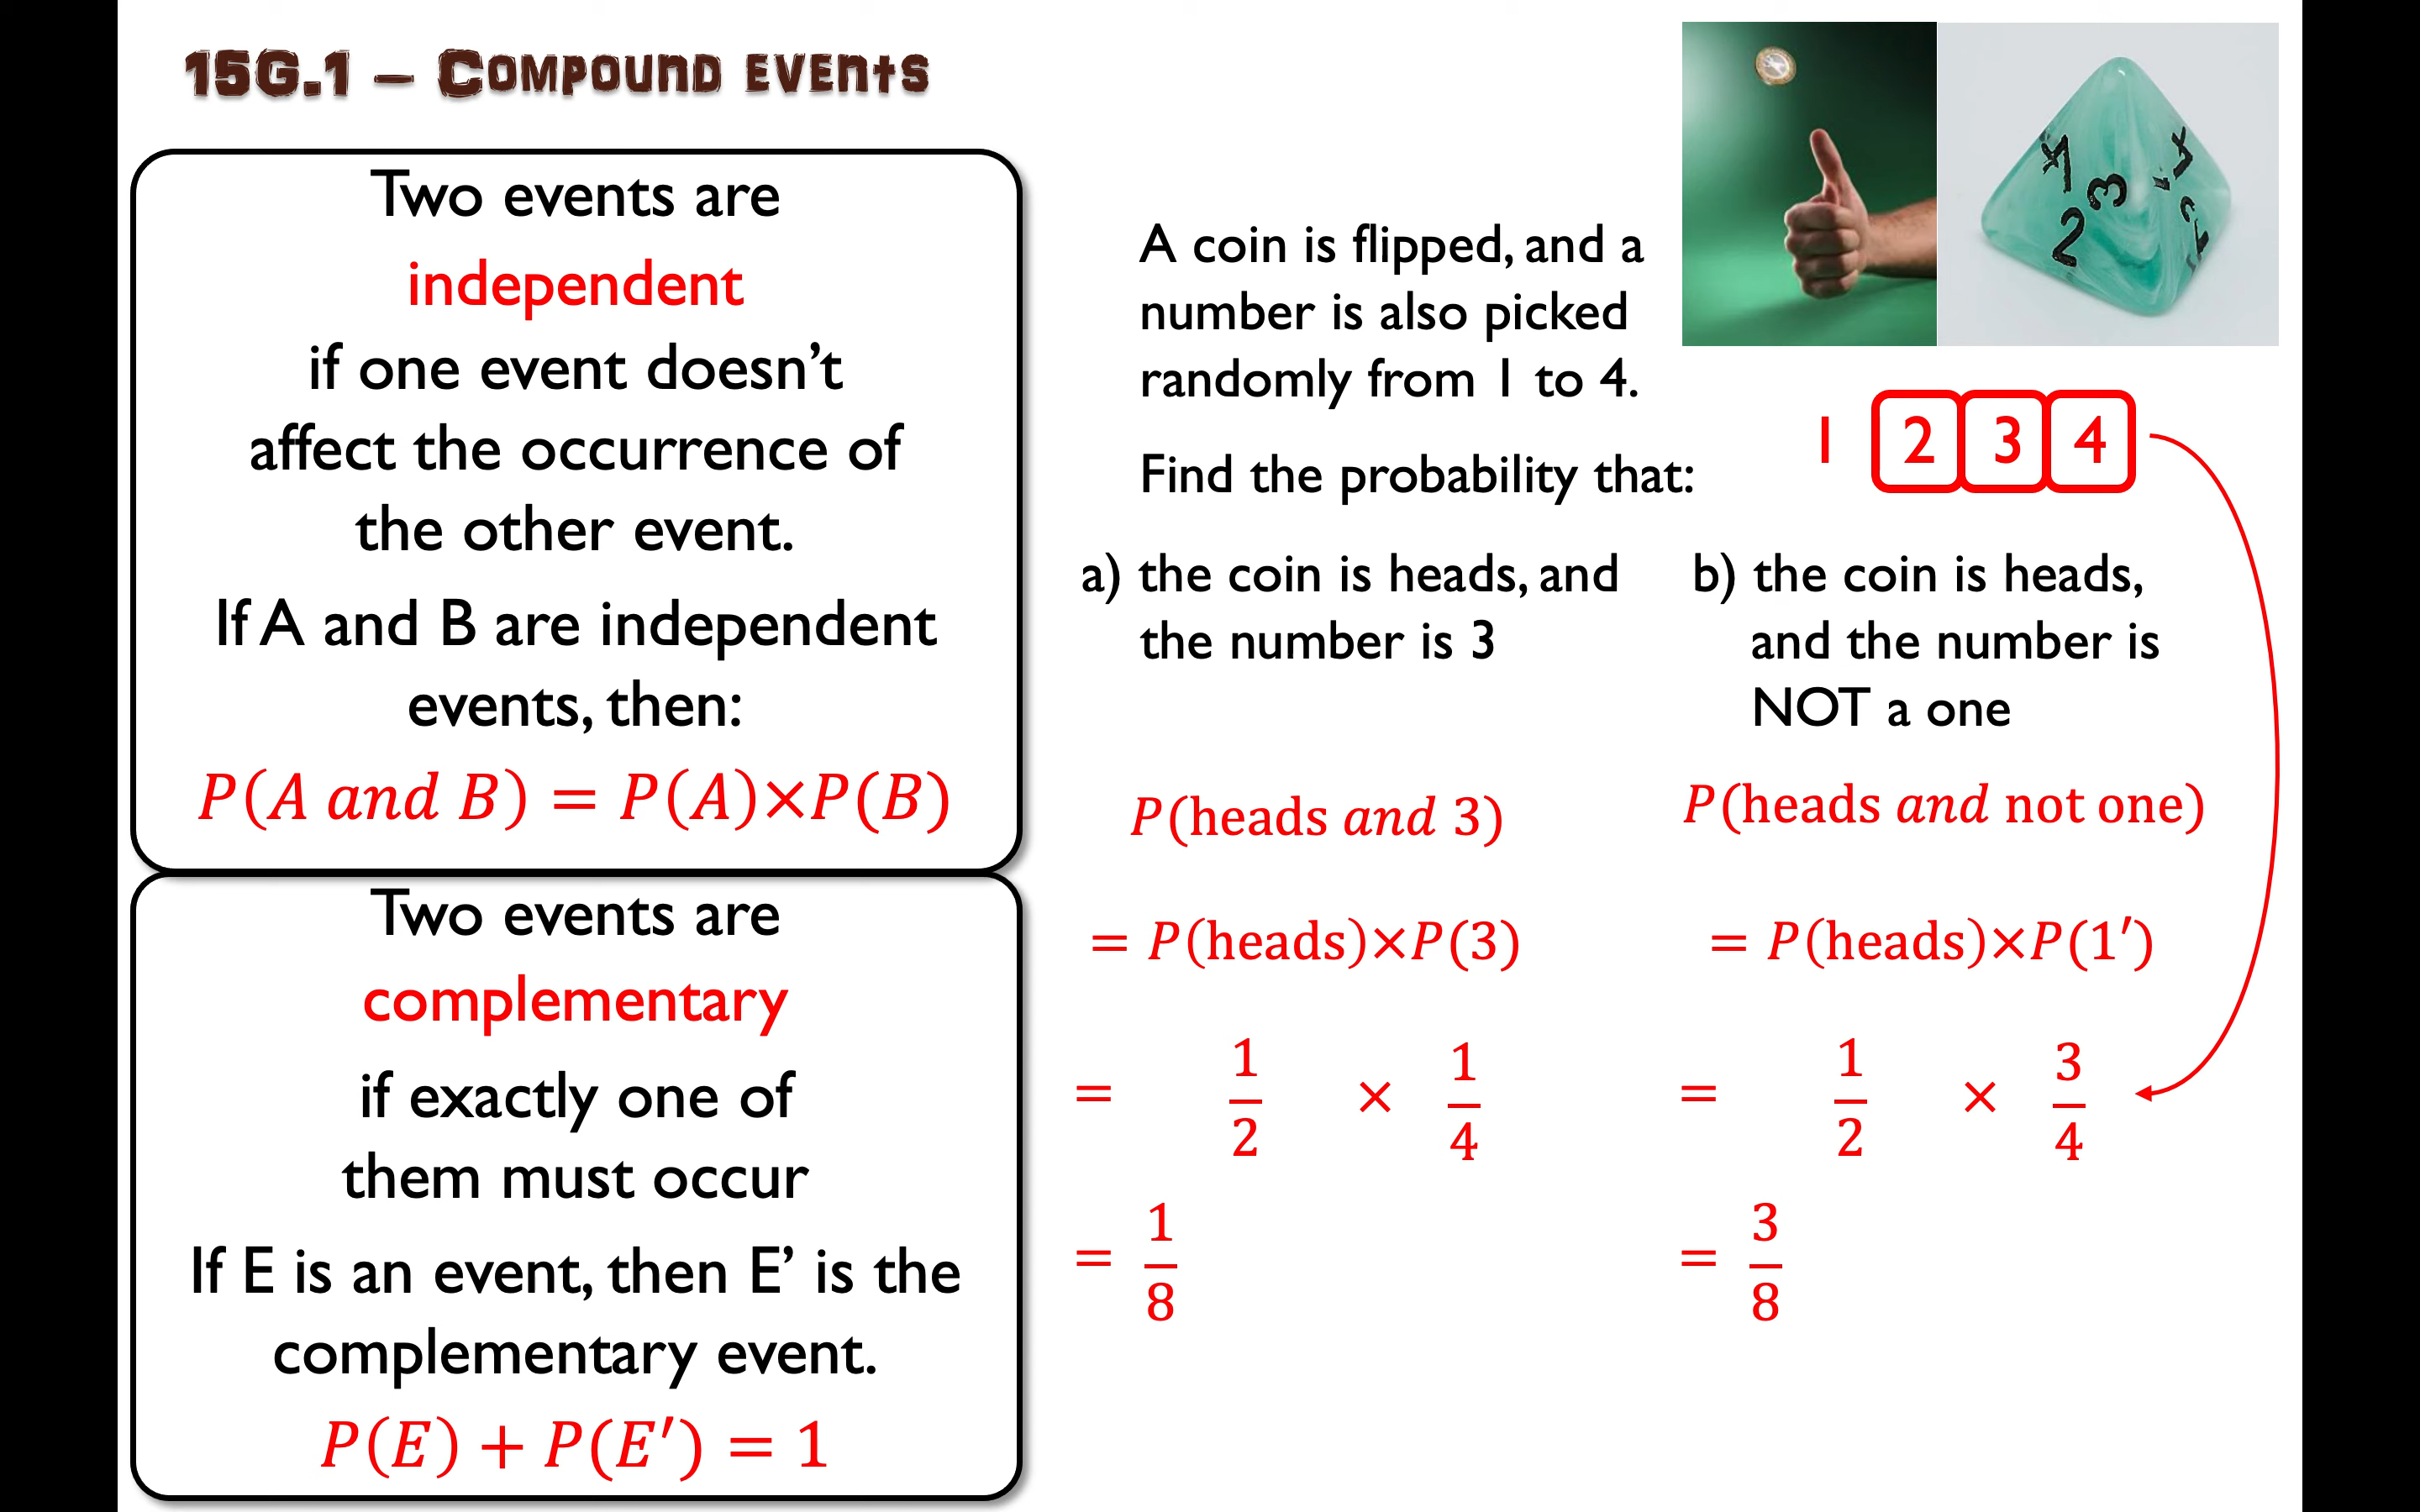 15G.1 – Compound events
Two events are
independent
if one event doesn’t
affect the occurrence of
the other event.
If A and B are independent
events, then:
P(A and B) = P(A)×P(B)
Two events are
complementary
if exactly one of
them must occur
If E is an event, then E’ is the
complementary event.
P(E) + P(E′) = 1
A coin is flipped, and a
number is also picked
randomly from 1 to 4.
Find the probability that:
4
3
2
1 2 3 4
a) the coin is heads, and
the number is 3
P(heads and 3)
= P(heads)×P(3)
= 1/2 × 1/4
= 1/8
b) the coin is heads,
and the number is
NOT a one
P(heads and not one)
= P(heads)×P(1′)
= 1/2 × 3/4
= 3/8